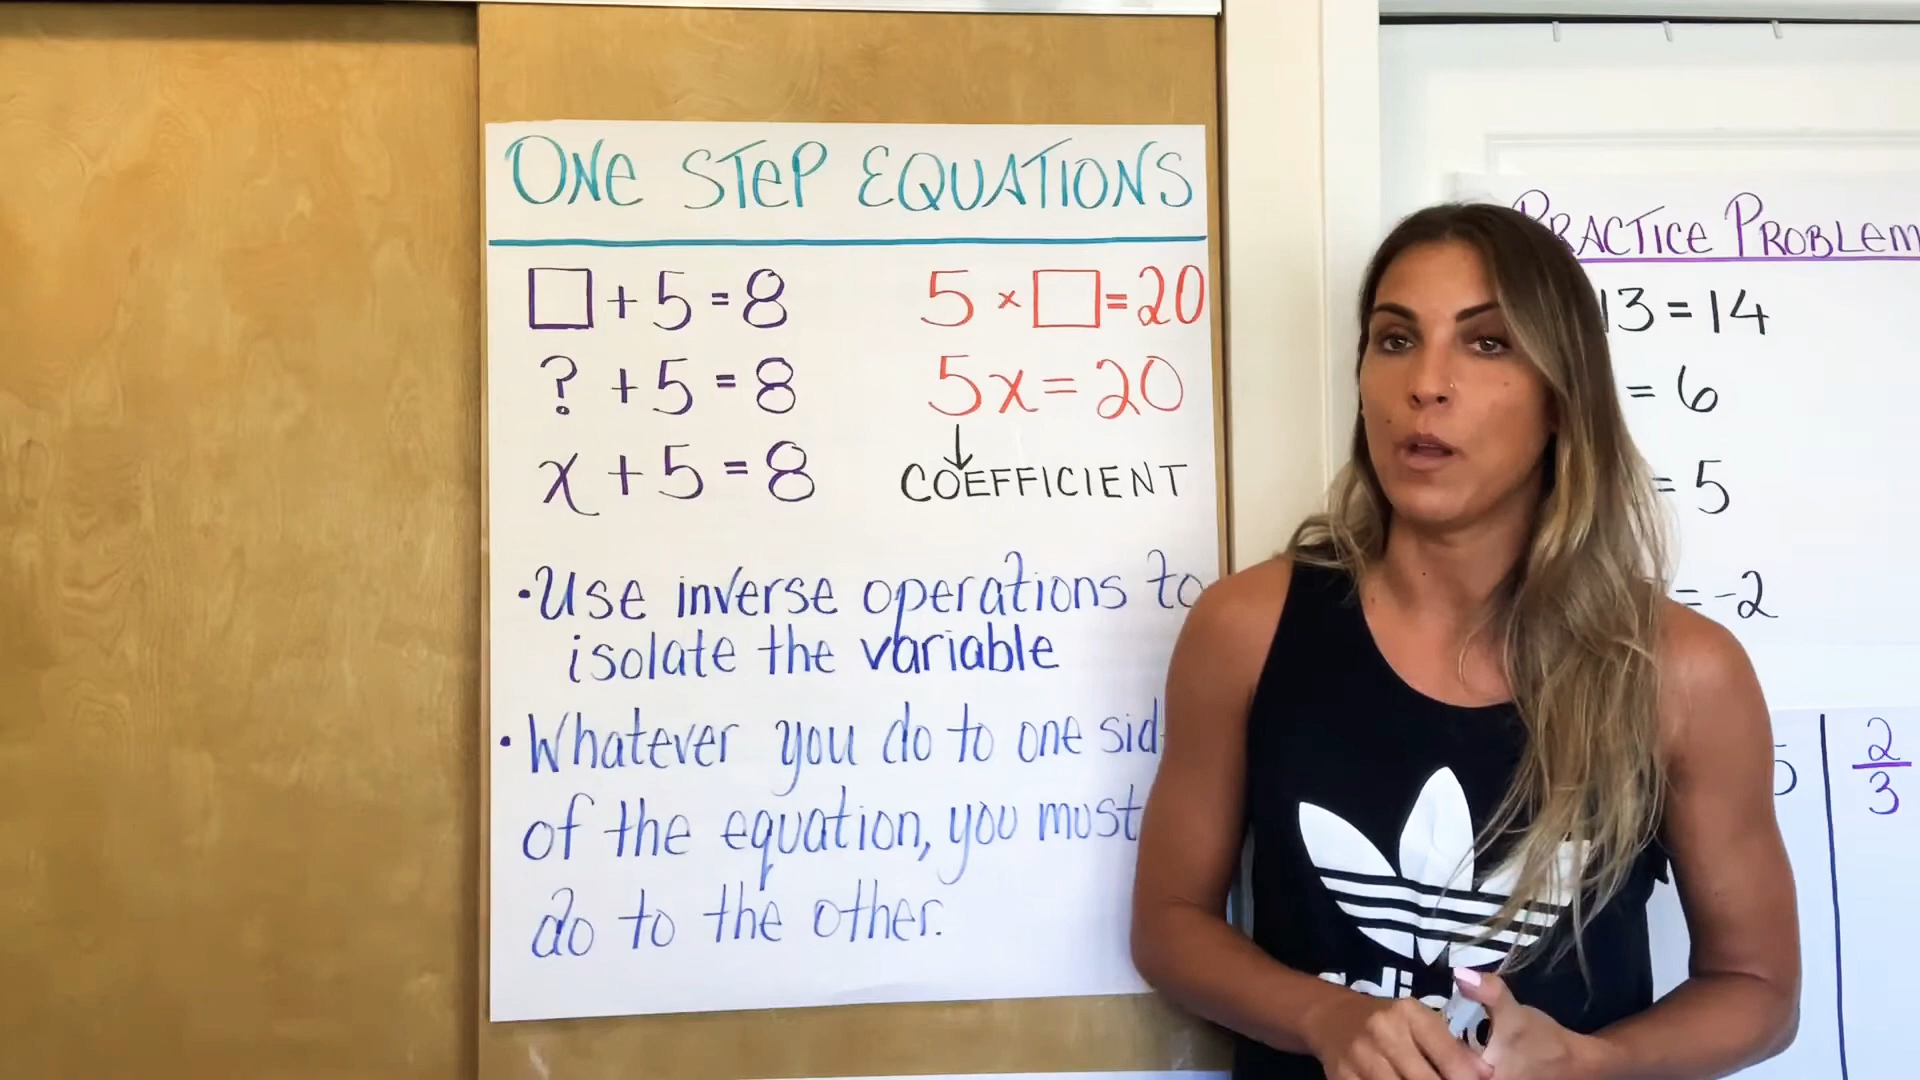 ONE STEP EQUATIONS
□ + 5 = 8
? + 5 = 8
x + 5 = 8
5 × □ = 20
5x = 20
↓
COEFFICIENT
• Use inverse operations to
isolate the variable
• Whatever you do to one sid
of the equation, you must
do to the other.
PRACTICE PROBLEM
13 = 14
= 6
= 5
= -2
5
2
3
adi